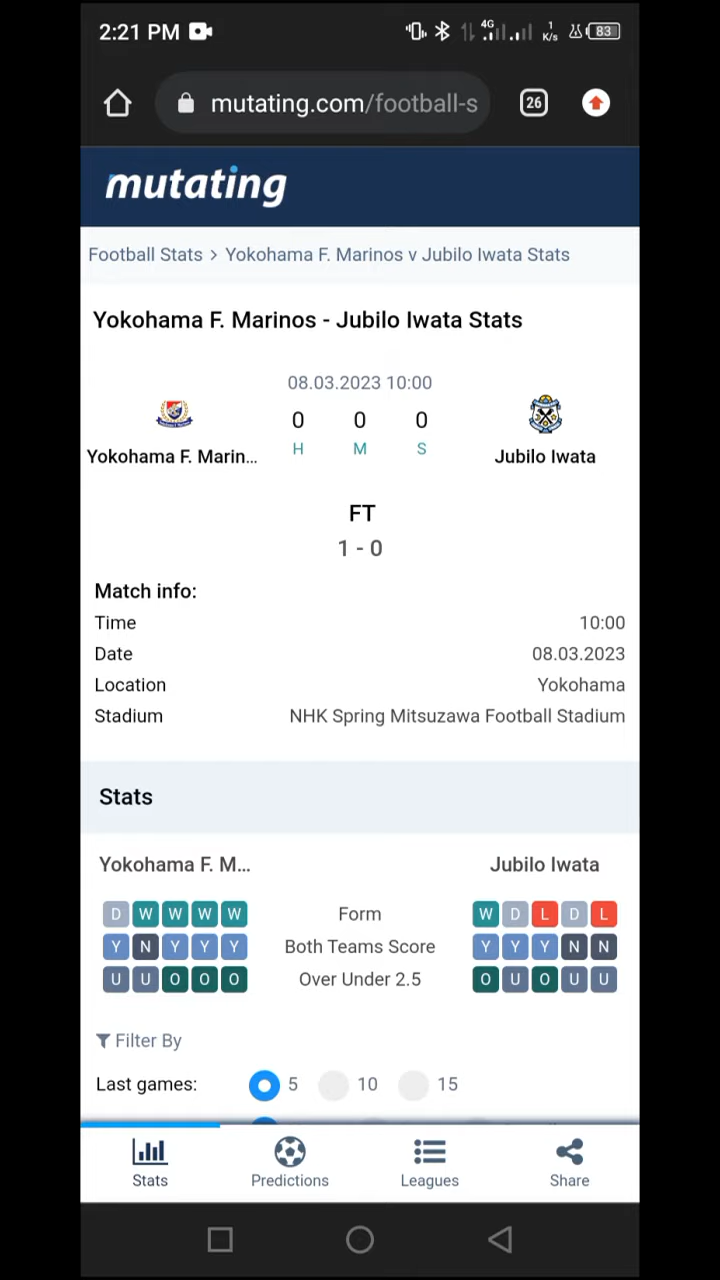 2:21 PM
4G
1
K/s
83
mutating.com/football-s
26
mutating
Football Stats > Yokohama F. Marinos v Jubilo Iwata Stats
Yokohama F. Marinos - Jubilo Iwata Stats
08.03.2023 10:00
0 0 0
H M S
Yokohama F. Marin... Jubilo Iwata
FT
1 - 0
Match info:
Time 10:00
Date 08.03.2023
Location Yokohama
Stadium NHK Spring Mitsuzawa Football Stadium
Stats
Yokohama F. M... Jubilo Iwata
D W W W W Form W D L D L
Y N Y Y Y Both Teams Score Y Y Y N N
U U O O O Over Under 2.5 O U O U U
Filter By
Last games: 5 10 15
Stats Predictions Leagues Share